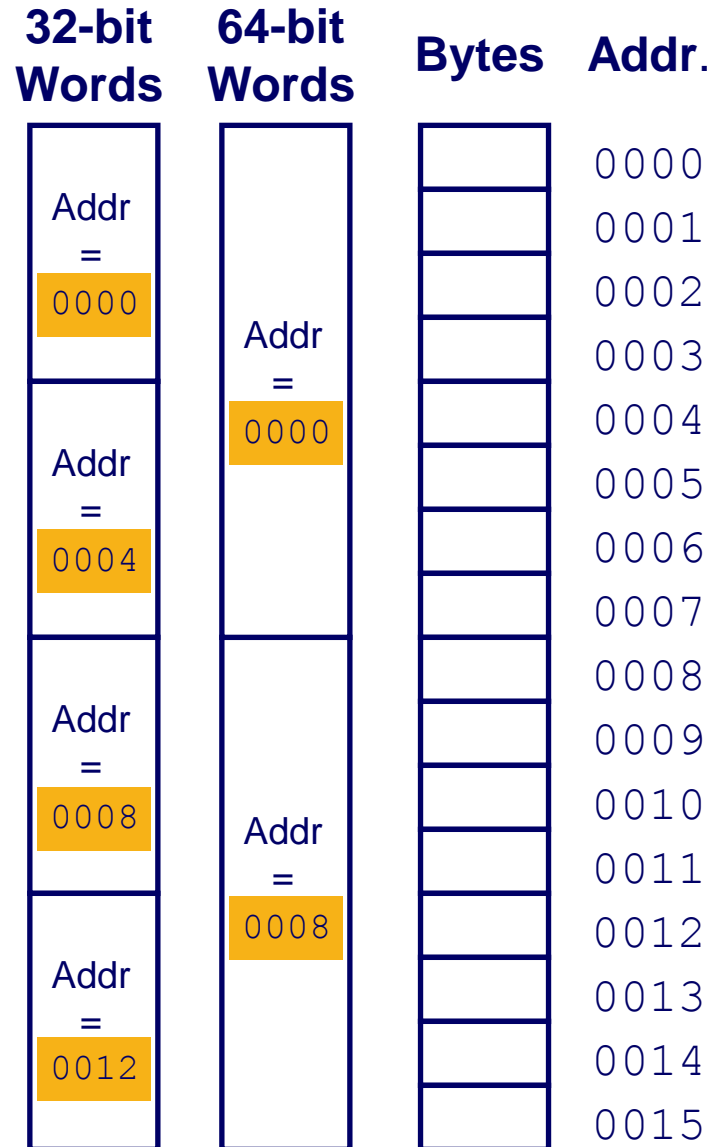 32-bit
Words
64-bit
Words
Bytes
Addr.
Addr
=
0000
Addr
=
0004
Addr
=
0008
Addr
=
0012
Addr
=
0000
Addr
=
0008
0000
0001
0002
0003
0004
0005
0006
0007
0008
0009
0010
0011
0012
0013
0014
0015